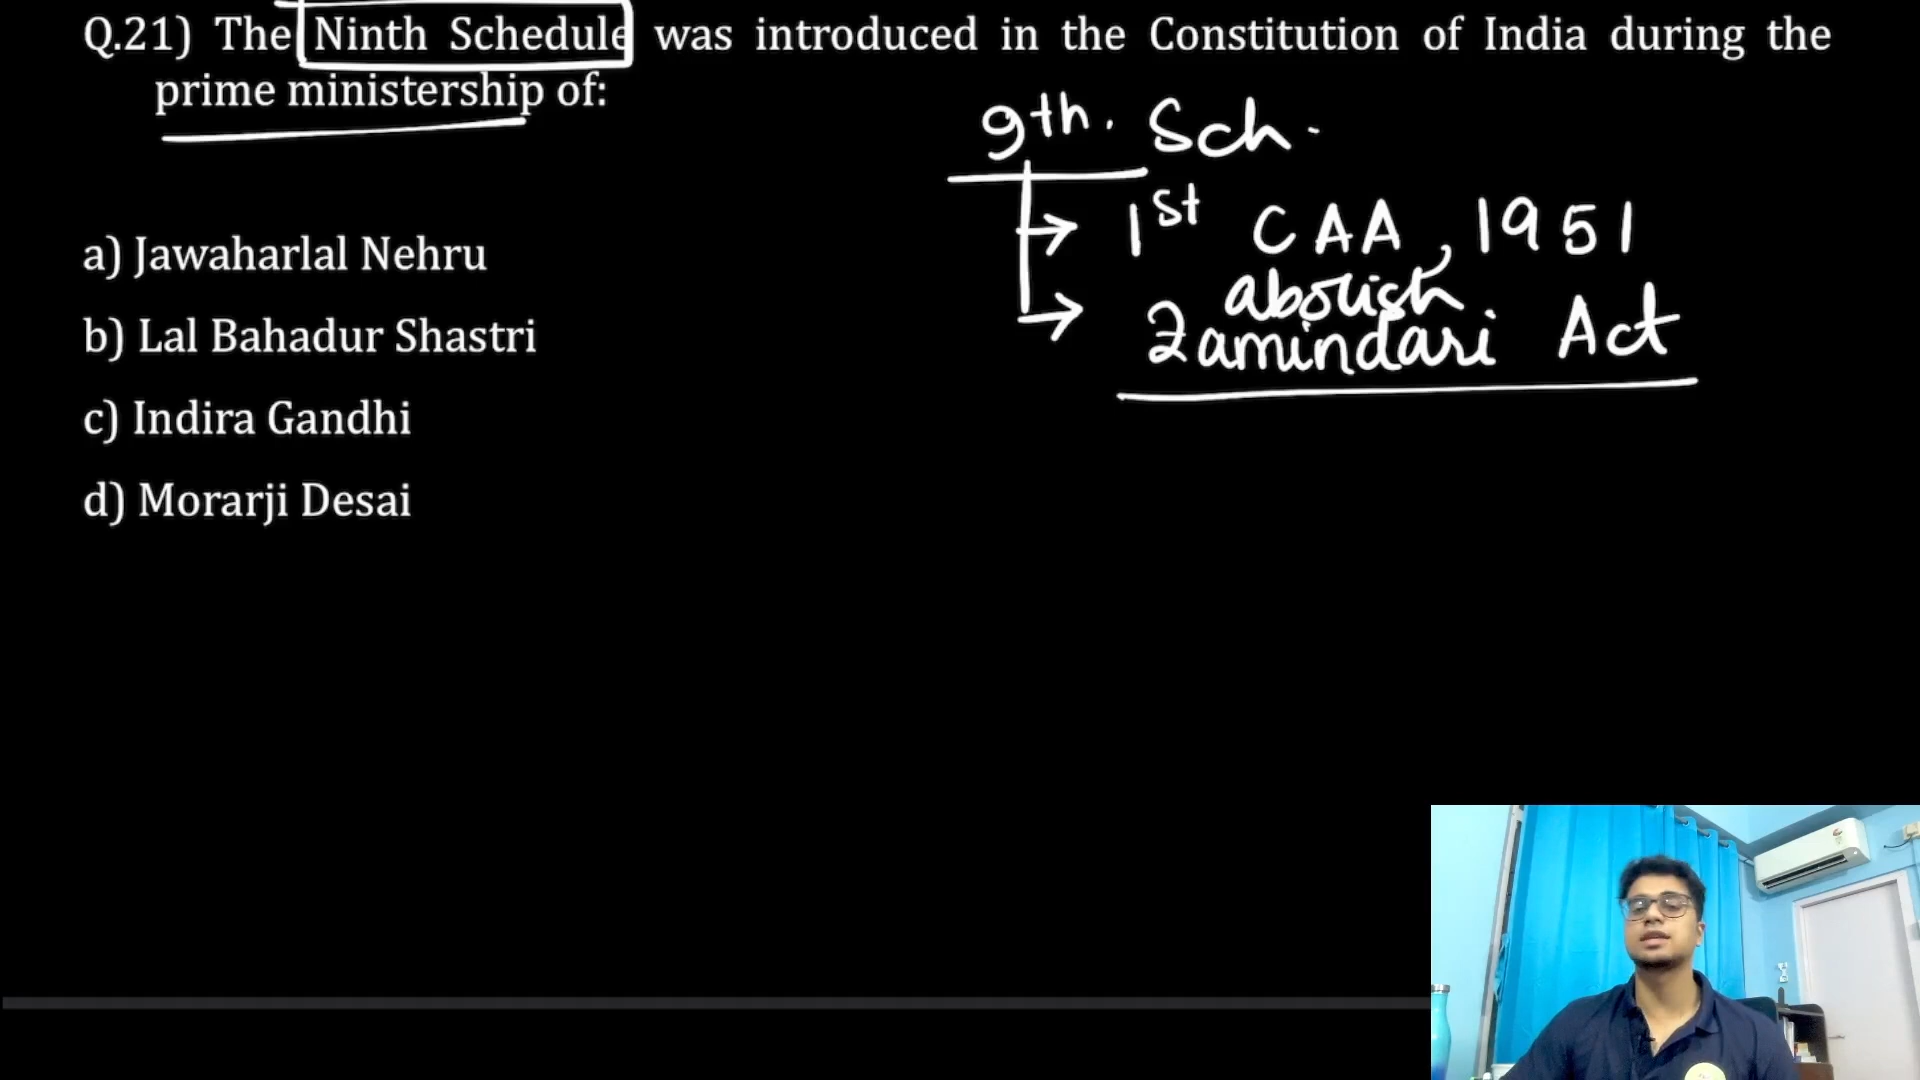 Q.21) The Ninth Schedule was introduced in the Constitution of India during the
prime ministership of:
9th. Sch.
1st CAA, 1951
abolish
Zamindari Act
a) Jawaharlal Nehru
b) Lal Bahadur Shastri
c) Indira Gandhi
d) Morarji Desai